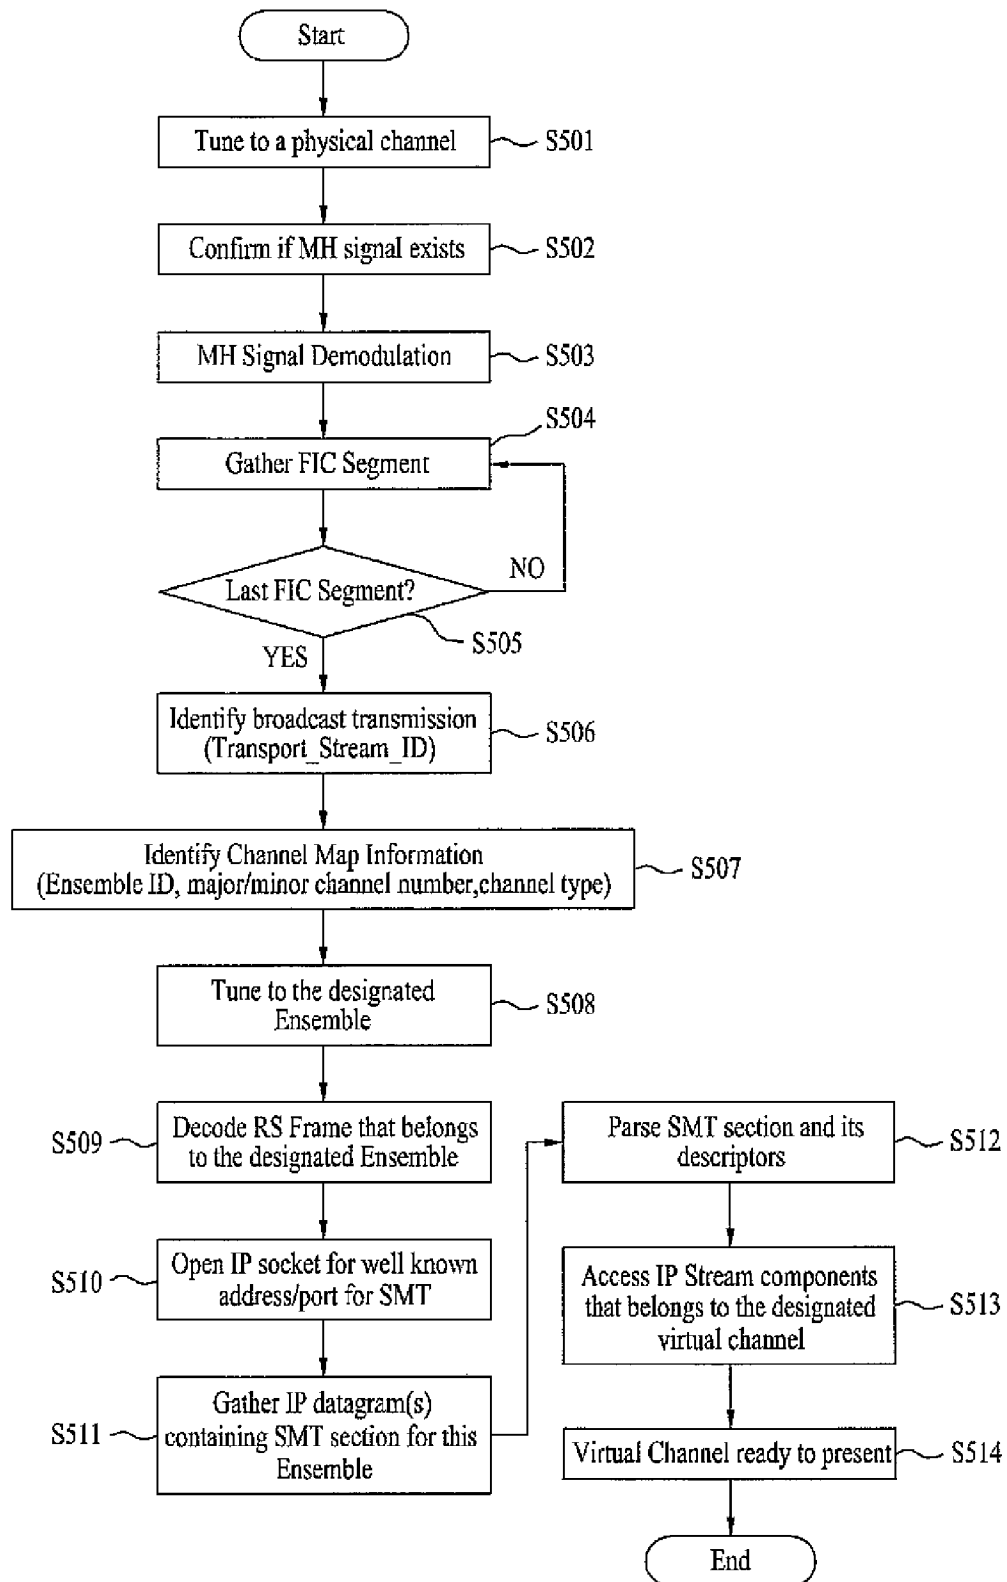 Start
Tune to a physical channel
S501
Confirm if MH signal exists
S502
MH Signal Demodulation
S503
S504
Gather FIC Segment
NO
Last FIC Segment?
S505
YES
Identify broadcast transmission
(Transport_Stream_ID)
S506
Identify Channel Map Information
(Ensemble ID, major/minor channel number,channel type)
S507
Tune to the designated
Ensemble
S508
S509
Decode RS Frame that belongs
to the designated Ensemble
S510
Open IP socket for well known
address/port for SMT
S511
Gather IP datagram(s)
containing SMT section for this
Ensemble
Parse SMT section and its
descriptors
S512
Access IP Stream components
that belongs to the designated
virtual channel
S513
Virtual Channel ready to present
S514
End